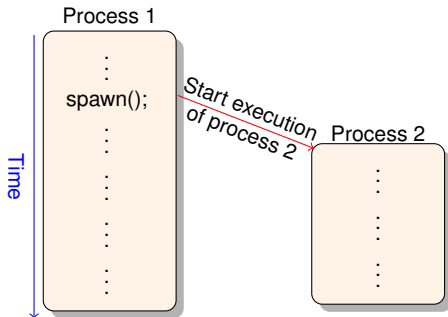 Process 1
⋮
spawn();
⋮
⋮
⋮
Time
Start execution
of process 2
Process 2
⋮
⋮
⋮